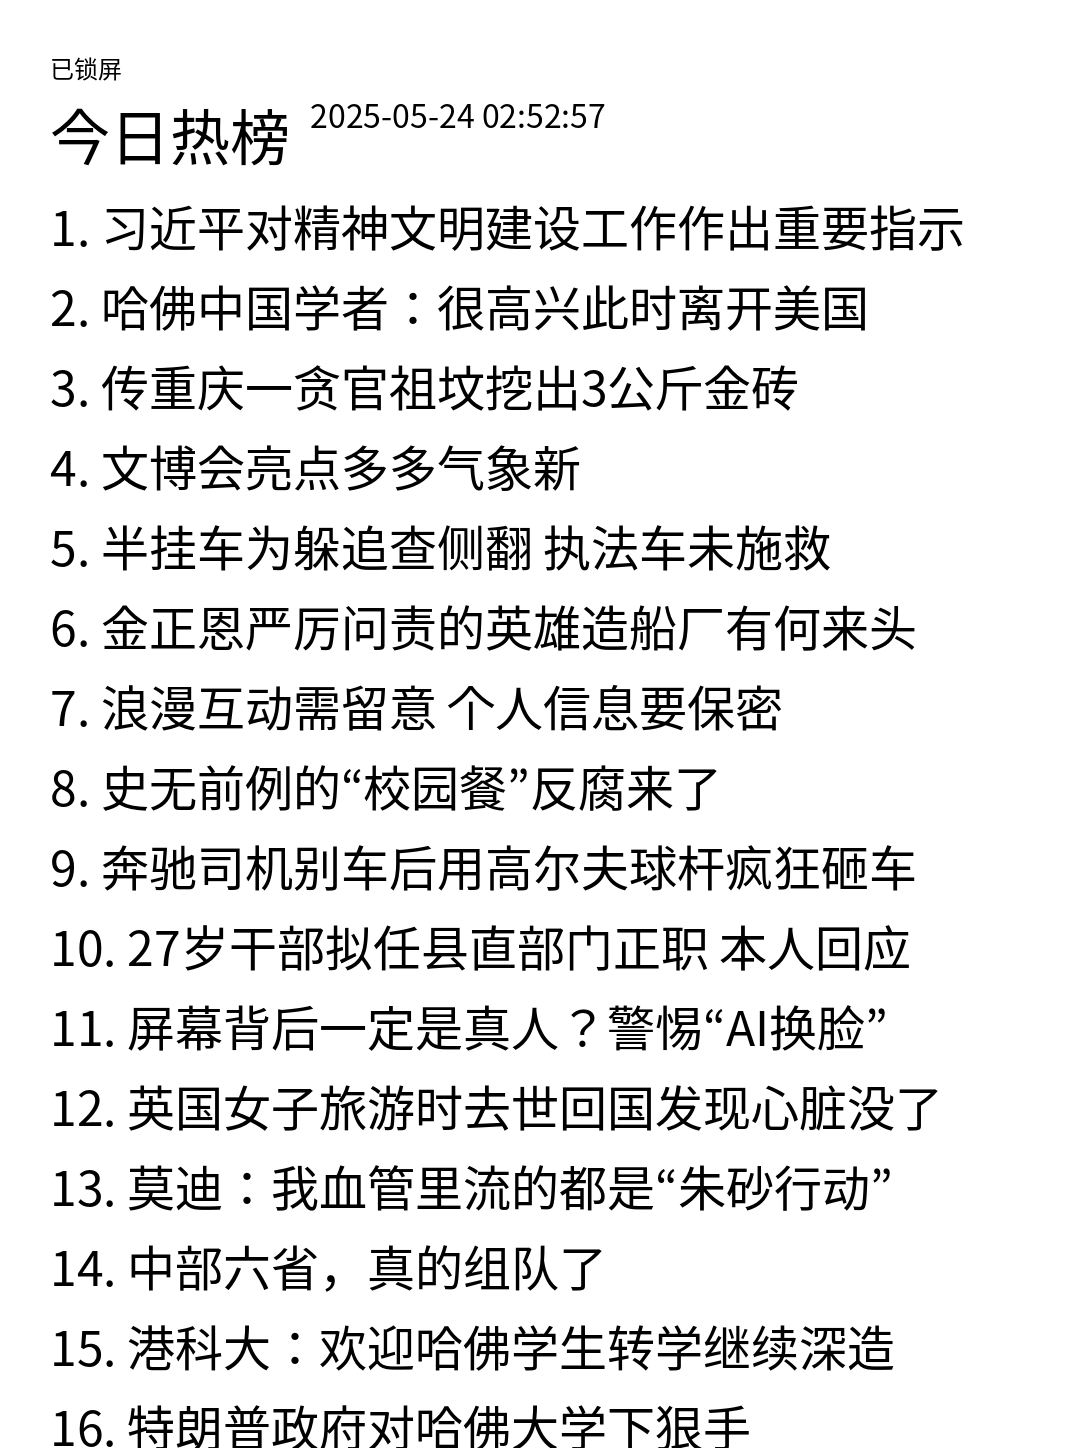 已锁屏
今日热榜 2025-05-24 02:52:57
1. 习近平对精神文明建设工作作出重要指示
2. 哈佛中国学者：很高兴此时离开美国
3. 传重庆一贪官祖坟挖出3公斤金砖
4. 文博会亮点多多气象新
5. 半挂车为躲追查侧翻 执法车未施救
6. 金正恩严厉问责的英雄造船厂有何来头
7. 浪漫互动需留意 个人信息要保密
8. 史无前例的“校园餐”反腐来了
9. 奔驰司机别车后用高尔夫球杆疯狂砸车
10. 27岁干部拟任县直部门正职 本人回应
11. 屏幕背后一定是真人？警惕“AI换脸”
12. 英国女子旅游时去世回国发现心脏没了
13. 莫迪：我血管里流的都是“朱砂行动”
14. 中部六省，真的组队了
15. 港科大：欢迎哈佛学生转学继续深造
16. 特朗普政府对哈佛大学下狠手